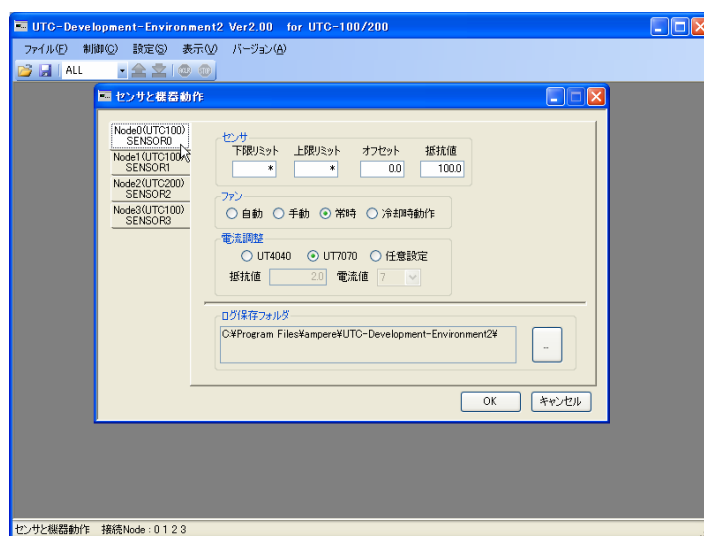 UTC-Development-Environment2 Ver2.00 for UTC-100/200
ファイル(F) 制御(C) 設定(S) 表示(V) バージョン(A)
ALL
センサと機器動作
Node0(UTC100)
SENSOR0
Node1(UTC100)
SENSOR1
Node2(UTC200)
SENSOR2
Node3(UTC100)
SENSOR3
センサ
下限リミット 上限リミット オフセット 抵抗値
* * 0.0 100.0
ファン
自動 手動 常時 冷却時動作
電流調整
UT4040 UT7070 任意設定
抵抗値 2.0 電流値 7
ログ保存フォルダ
C:¥Program Files¥ampere¥UTC-Development-Environment2¥
...
OK キャンセル
センサと機器動作 接続Node : 0 1 2 3